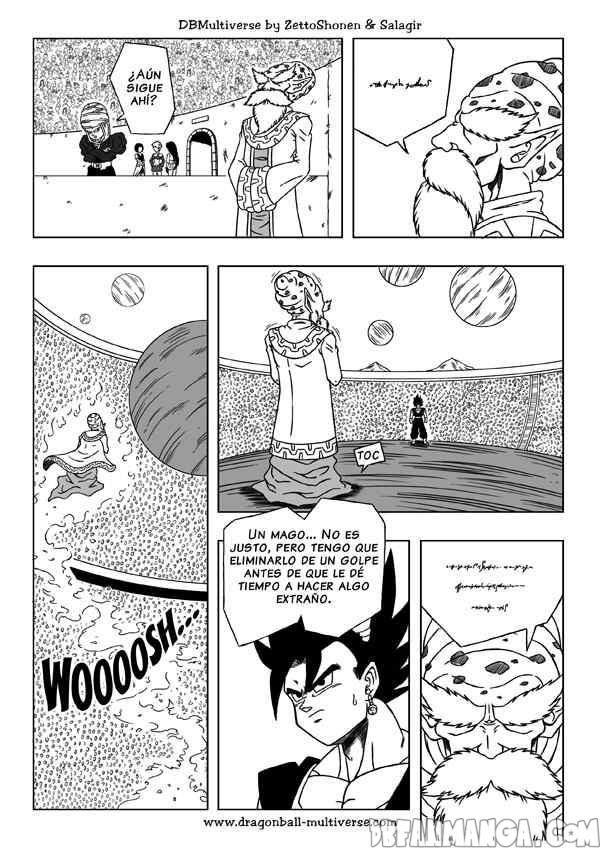 DBMultiverse by ZettoShonen & Salagir
¿AÚN
SIGUE
AHÍ?
TOC
WOOOOSH...
UN MAGO... NO ES
JUSTO, PERO TENGO QUE
ELIMINARLO DE UN GOLPE
ANTES DE QUE LE DÉ
TIEMPO A HACER ALGO
EXTRAÑO.
www.dragonball-multiverse.com
DBFANMANGA.COM